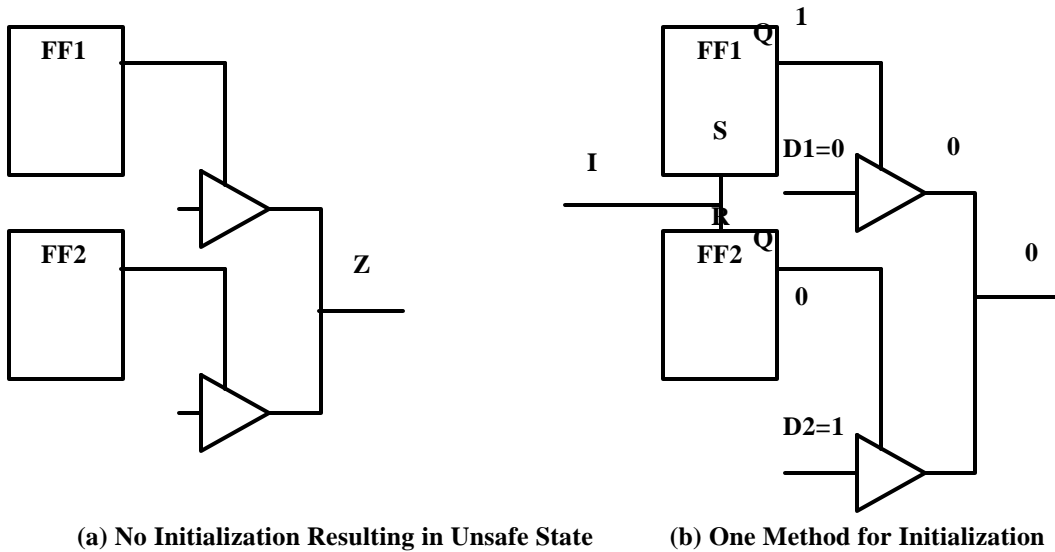 FF1
FF2
Z
(a) No Initialization Resulting in Unsafe State
1
Q
FF1
S
D1=0
0
I
R
Q
FF2
0
0
D2=1
(b) One Method for Initialization